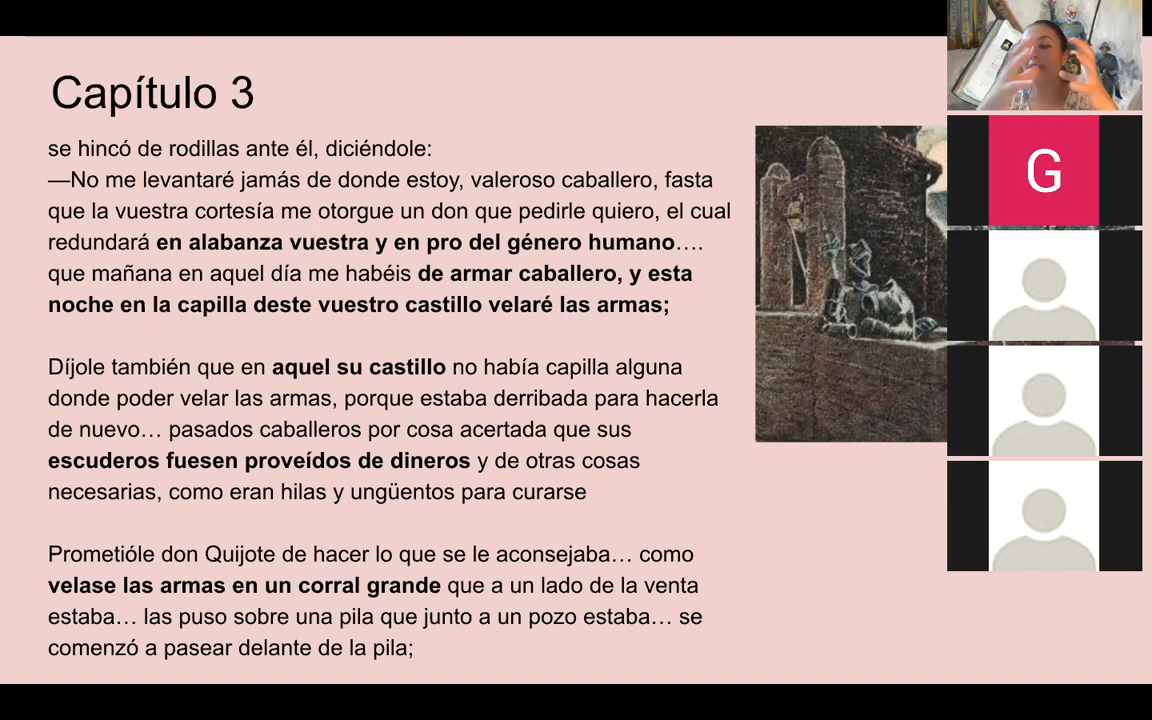 Capítulo 3
se hincó de rodillas ante él, diciéndole:
—No me levantaré jamás de donde estoy, valeroso caballero, fasta
que la vuestra cortesía me otorgue un don que pedirle quiero, el cual
redundará en alabanza vuestra y en pro del género humano….
que mañana en aquel día me habéis de armar caballero, y esta
noche en la capilla deste vuestro castillo velaré las armas;
Díjole también que en aquel su castillo no había capilla alguna
donde poder velar las armas, porque estaba derribada para hacerla
de nuevo… pasados caballeros por cosa acertada que sus
escuderos fuesen proveídos de dineros y de otras cosas
necesarias, como eran hilas y ungüentos para curarse
Prometióle don Quijote de hacer lo que se le aconsejaba… como
velase las armas en un corral grande que a un lado de la venta
estaba… las puso sobre una pila que junto a un pozo estaba… se
comenzó a pasear delante de la pila;
G